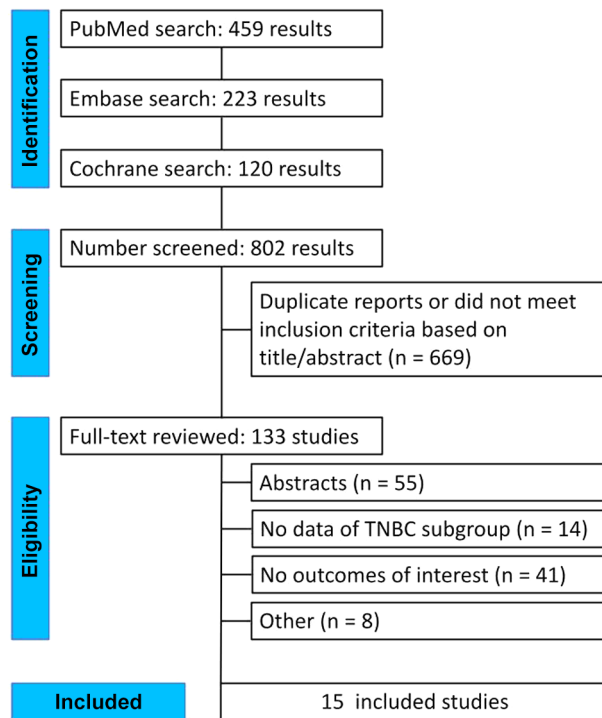 Identification
PubMed search: 459 results
Embase search: 223 results
Cochrane search: 120 results
Screening
Number screened: 802 results
Duplicate reports or did not meet
inclusion criteria based on
title/abstract (n = 669)
Eligibility
Full-text reviewed: 133 studies
Abstracts (n = 55)
No data of TNBC subgroup (n = 14)
No outcomes of interest (n = 41)
Other (n = 8)
Included
15 included studies